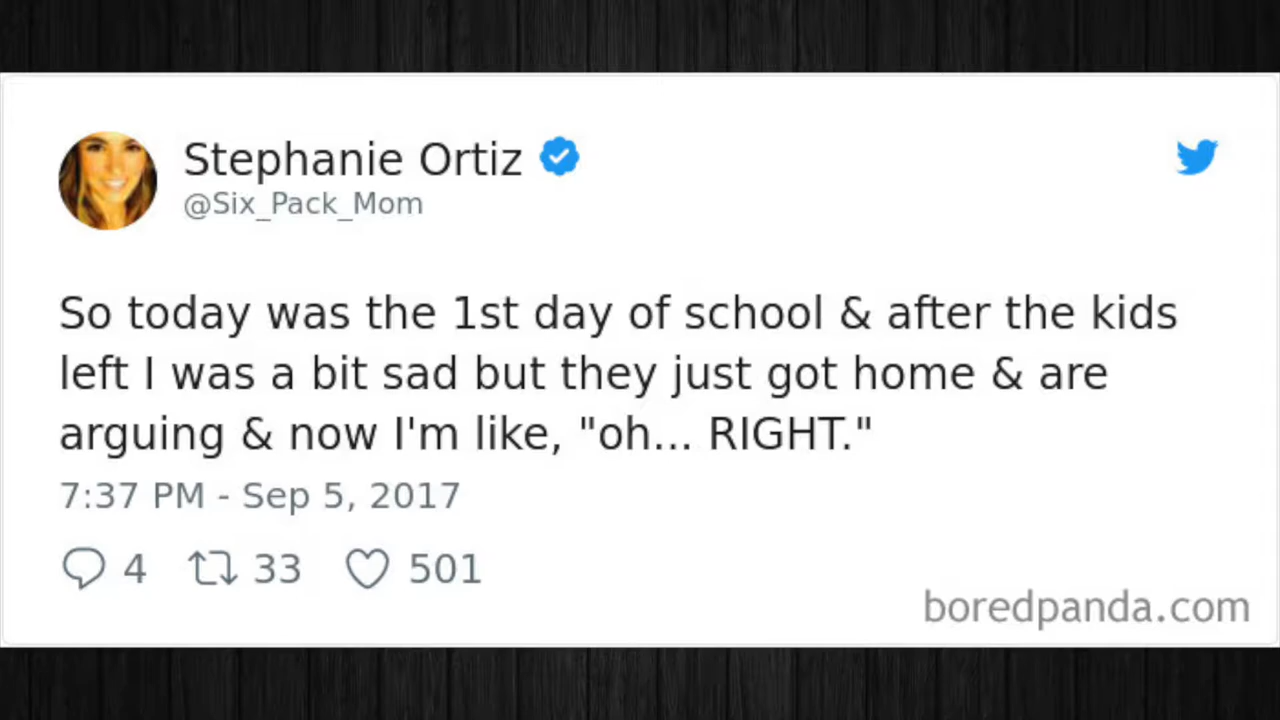 Stephanie Ortiz
@Six_Pack_Mom
So today was the 1st day of school & after the kids
left I was a bit sad but they just got home & are
arguing & now I'm like, "oh... RIGHT."
7:37 PM - Sep 5, 2017
4 33 501
boredpanda.com